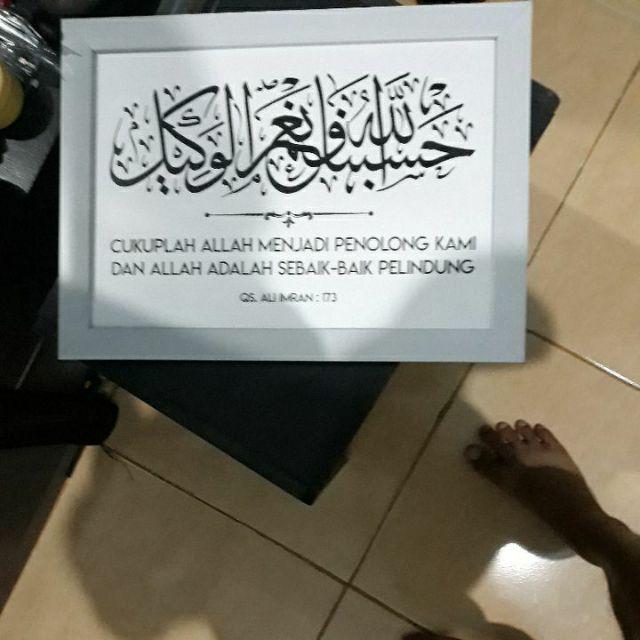 حسبنا الله ونعم الوكيل
CUKUPLAH ALLAH MENJADI PENOLONG KAMI
DAN ALLAH ADALAH SEBAIK-BAIK PELINDUNG
QS. ALI IMRAN : 173